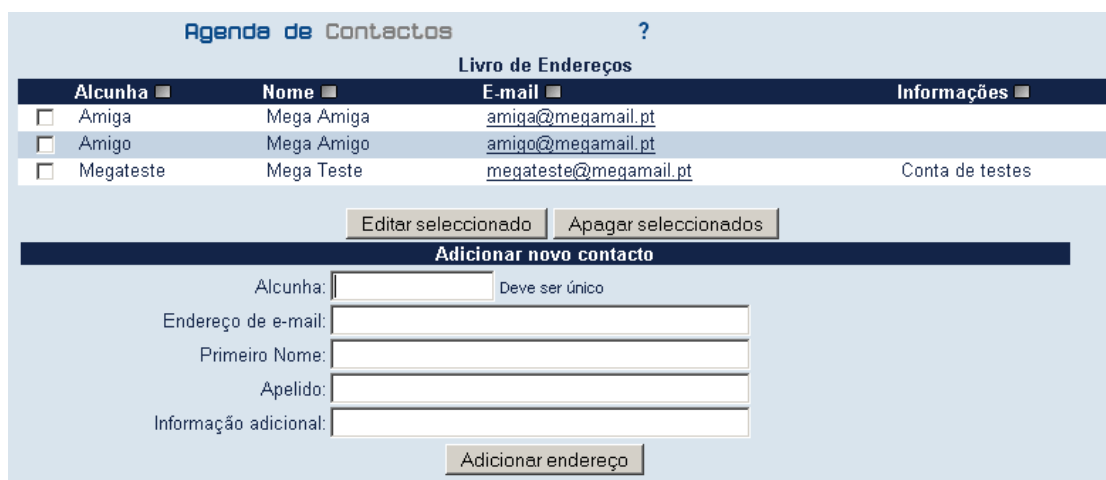 Agenda de Contactos ?
Livro de Endereços
Alcunha Nome E-mail Informações
Amiga Mega Amiga amiga@megamail.pt
Amigo Mega Amigo amigo@megamail.pt
Megateste Mega Teste megateste@megamail.pt Conta de testes
Editar seleccionado Apagar seleccionados
Adicionar novo contacto
Alcunha: Deve ser único
Endereço de e-mail:
Primeiro Nome:
Apelido:
Informação adicional:
Adicionar endereço